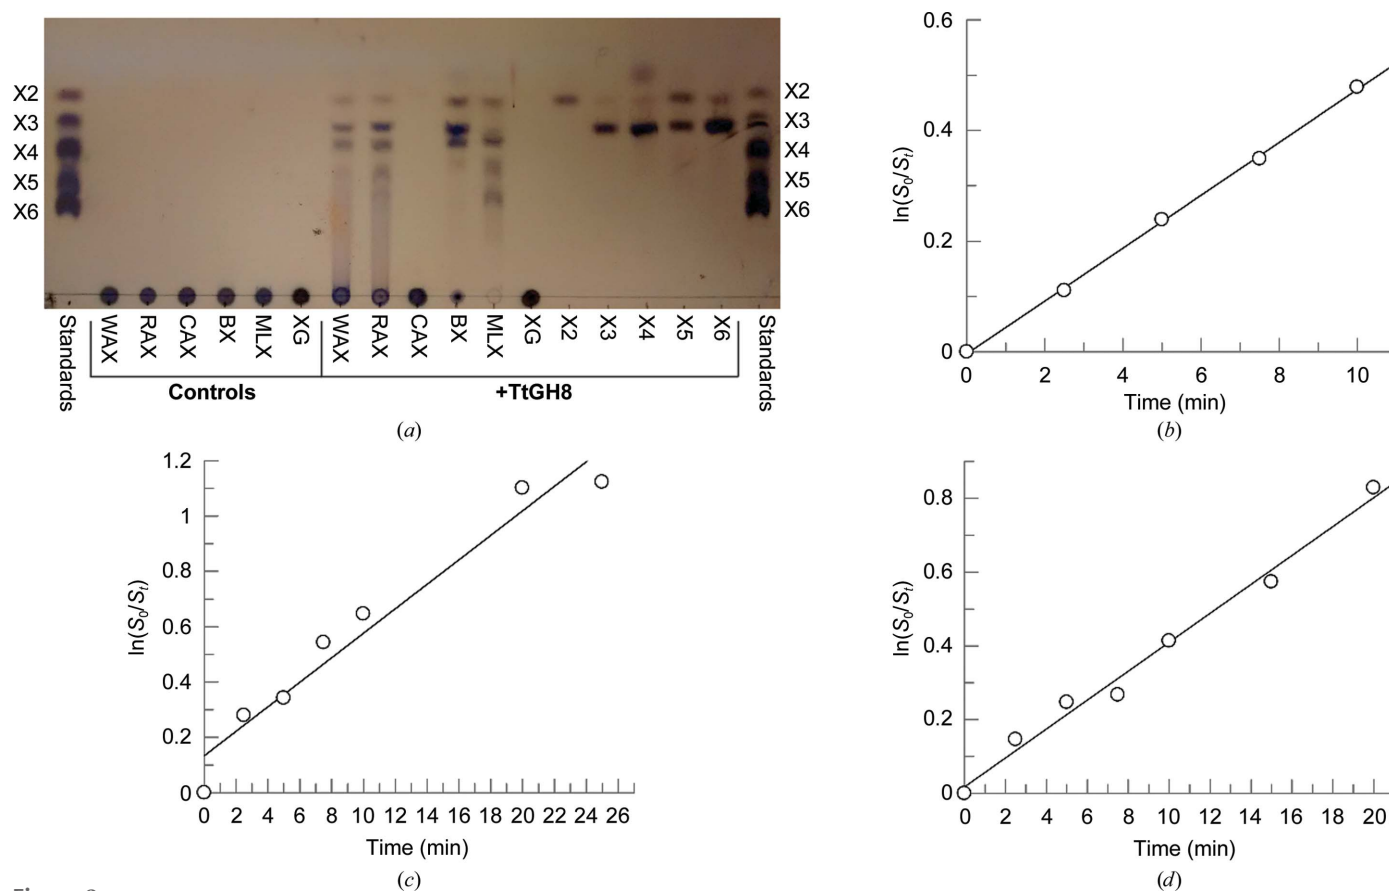 X2
X3
X4
X5
X6
X2
X3
X4
X5
X6
Standards
WAX
RAX
CAX
BX
MLX
XG
WAX
RAX
CAX
BX
MLX
XG
X2
X3
X4
X5
X6
Standards
Controls
+TtGH8
(a)
0.6
0.4
0.2
0
ln(S0/St)
0 2 4 6 8 10
Time (min)
(b)
1.2
1
0.8
0.6
0.4
0.2
0
ln(S0/St)
0 2 4 6 8 10 12 14 16 18 20 22 24 26
Time (min)
(c)
0.8
0.6
0.4
0.2
0
ln(S0/St)
0 2 4 6 8 10 12 14 16 18 20
Time (min)
(d)